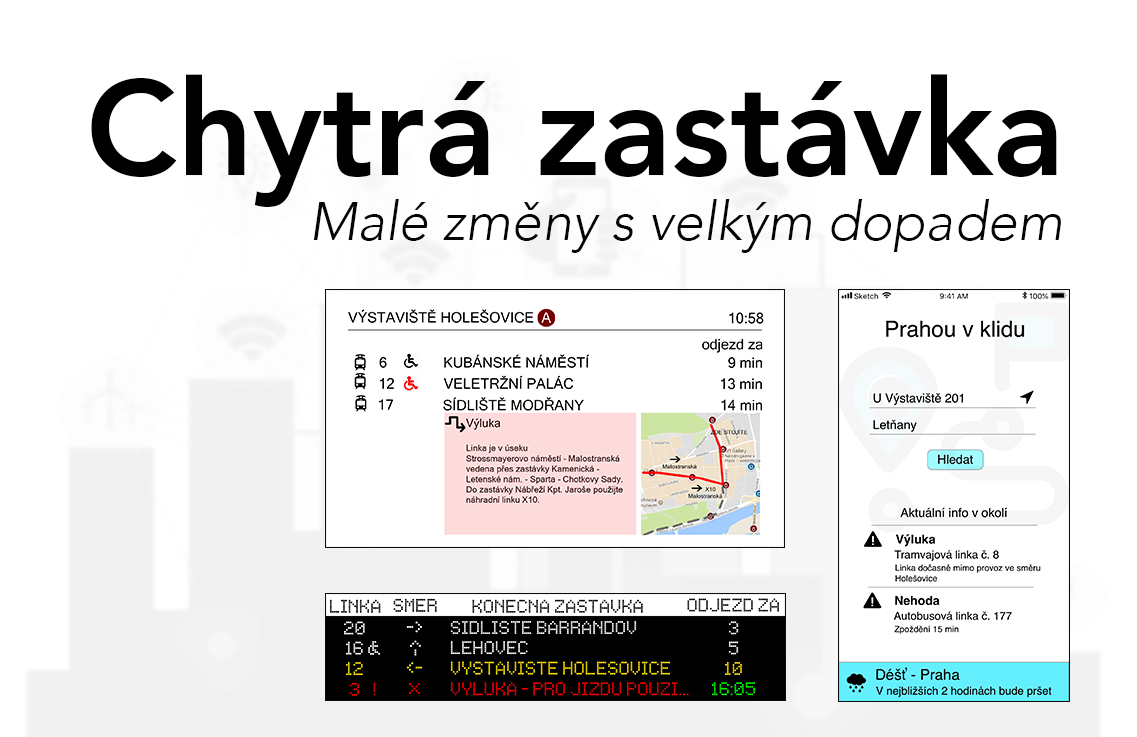 Chytrá zastávka
Malé změny s velkým dopadem
VÝSTAVIŠTĚ HOLEŠOVICE A 10:58
odjezd za
6 KUBÁNSKÉ NÁMĚSTÍ 9 min
12 VELETRŽNÍ PALÁC 13 min
17 SÍDLIŠTĚ MODŘANY 14 min
Výluka
Linka je v úseku
Strossmayerovo náměstí - Malostranská
vedena přes zastávky Kamenická -
Letenské nám. - Sparta - Chotkovy Sady.
Do zastávky Nábřeží Kpt. Jaroše použijte
náhradní linku X10.
ZDE STOJÍTE
Malostranská
X10
Malostranská
LINKA SMER KONECNA ZASTAVKA ODJEZD ZA
20 -> SIDLISTE BARRANDOV 3
16 ↑ LEHOVEC 5
12 <- VYSTAVISTE HOLESOVICE 10
3 ! X VYLUKA - PRO JIZDU POUZI... 16:05
Sketch 9:41 AM 100%
Prahou v klidu
U Výstaviště 201
Letňany
Hledat
Aktuální info v okolí
Výluka
Tramvajová linka č. 8
Linka dočasně mimo provoz ve směru
Holešovice
Nehoda
Autobusová linka č. 177
Zpoždění 15 min
Déšť - Praha
V nejbližších 2 hodinách bude pršet